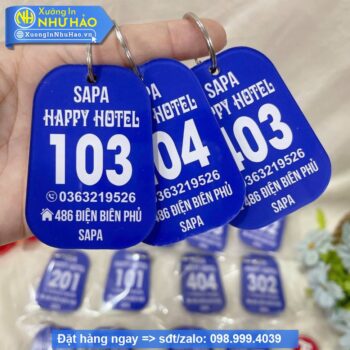 Xưởng In
NHƯ HẢO
XuongInNhuHao.com
SAPA
HAPPY HOTEL
103
0363219526
486 ĐIỆN BIÊN PHỦ
SAPA
SAPA
HAPPY HOTEL
04
0363219526
486 ĐIỆN BIÊN PHỦ
SAPA
SAPA
HAPPY HOTEL
403
0363219526
486 ĐIỆN BIÊN PHỦ
SAPA
201
101
404
302
Đặt hàng ngay => sđt/zalo: 098.999.4039